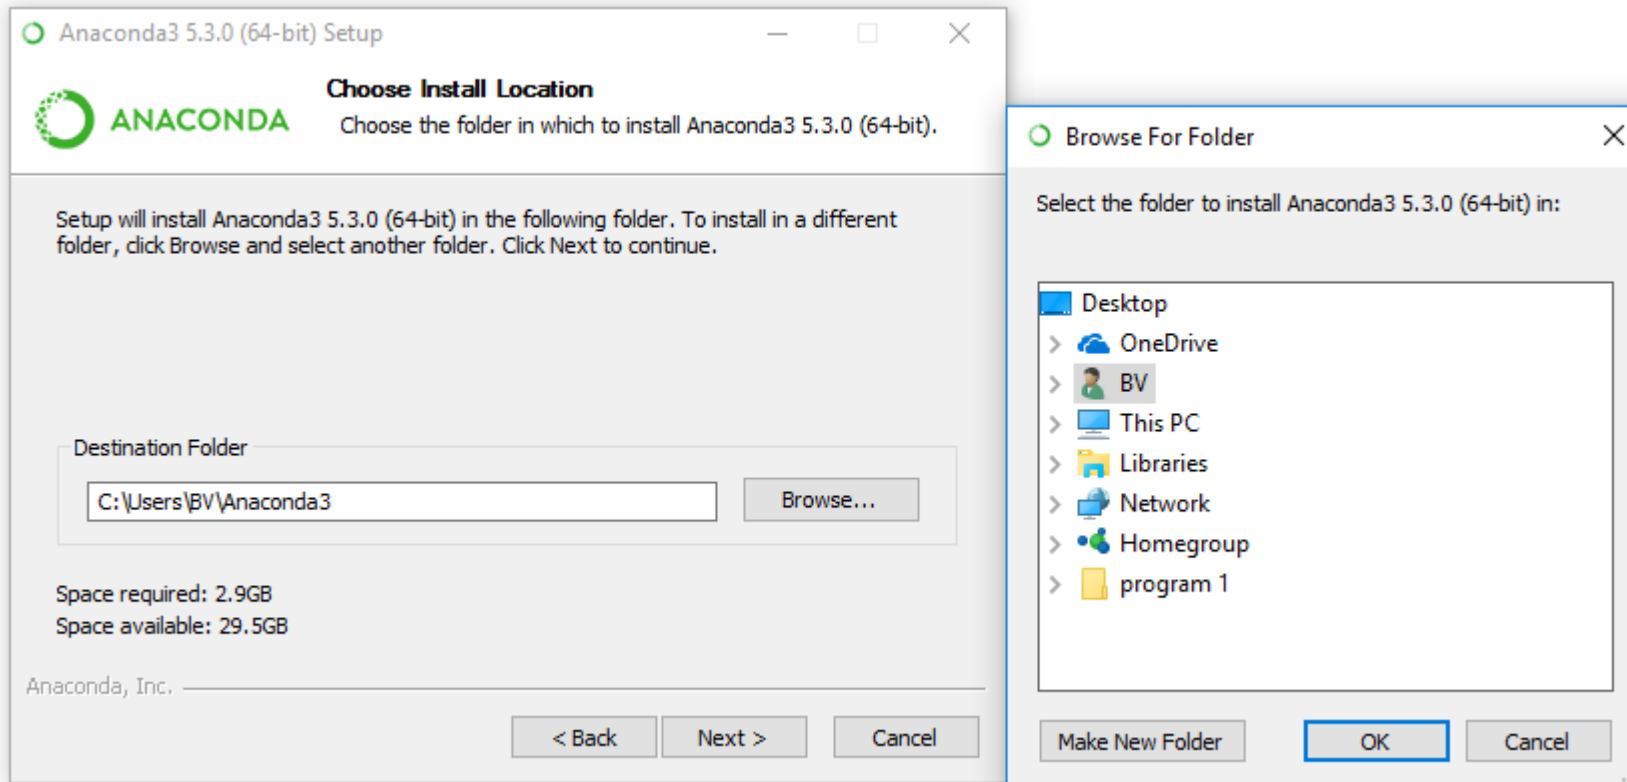 Anaconda3 5.3.0 (64-bit) Setup
ANACONDA
Choose Install Location
Choose the folder in which to install Anaconda3 5.3.0 (64-bit).
Setup will install Anaconda3 5.3.0 (64-bit) in the following folder. To install in a different
folder, click Browse and select another folder. Click Next to continue.
Destination Folder
C:\Users\BV\Anaconda3
Browse...
Space required: 2.9GB
Space available: 29.5GB
Anaconda, Inc.
< Back
Next >
Cancel
Browse For Folder
Select the folder to install Anaconda3 5.3.0 (64-bit) in:
Desktop
OneDrive
BV
This PC
Libraries
Network
Homegroup
program 1
Make New Folder
OK
Cancel